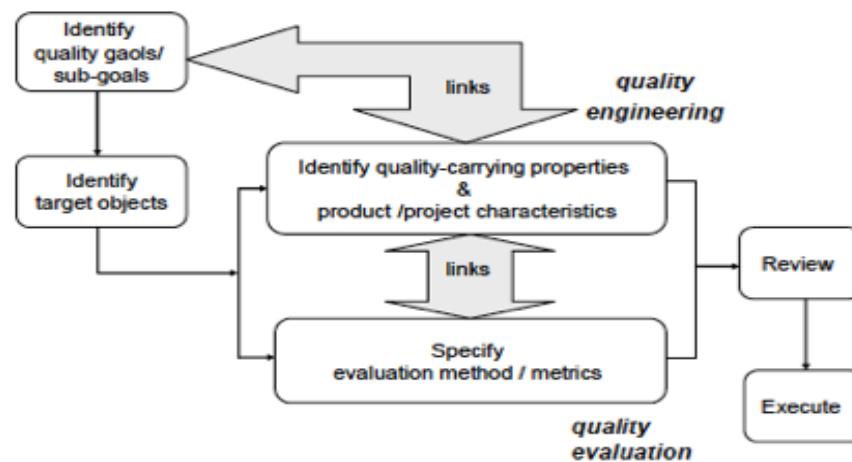 Identify
quality gaols/
sub-goals
links
quality
engineering
Identify
target objects
Identify quality-carrying properties
&
product /project characteristics
links
Review
Specify
evaluation method / metrics
Execute
quality
evaluation